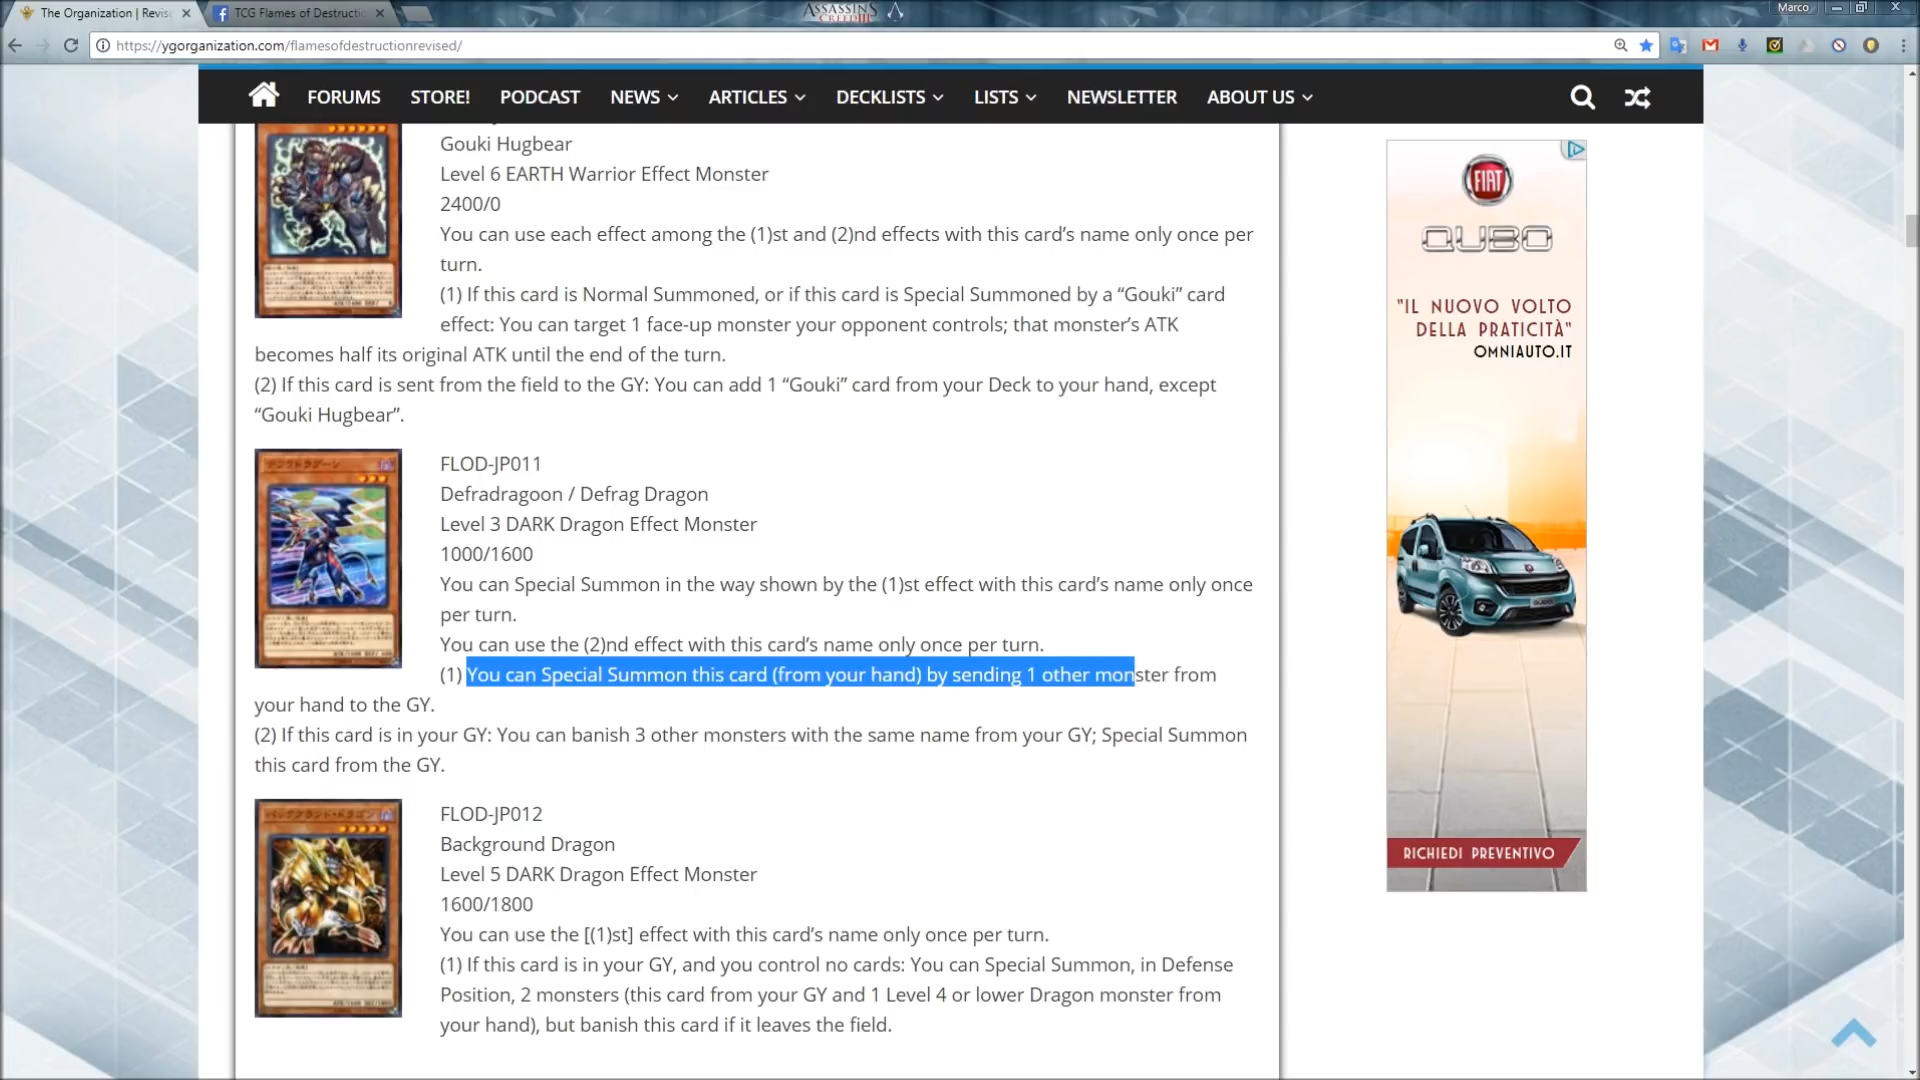 The Organization | Revis
TCG Flames of Destructio
ASSASSINS
CREED III
Marco
https://ygorganization.com/flamesofdestructionrevised/
FORUMS STORE! PODCAST NEWS ARTICLES DECKLISTS LISTS NEWSLETTER ABOUT US
Gouki Hugbear
Level 6 EARTH Warrior Effect Monster
2400/0
You can use each effect among the (1)st and (2)nd effects with this card’s name only once per
turn.
(1) If this card is Normal Summoned, or if this card is Special Summoned by a “Gouki” card
effect: You can target 1 face-up monster your opponent controls; that monster’s ATK
becomes half its original ATK until the end of the turn.
(2) If this card is sent from the field to the GY: You can add 1 “Gouki” card from your Deck to your hand, except
“Gouki Hugbear”.
FLOD-JP011
Defradragoon / Defrag Dragon
Level 3 DARK Dragon Effect Monster
1000/1600
You can Special Summon in the way shown by the (1)st effect with this card’s name only once
per turn.
You can use the (2)nd effect with this card’s name only once per turn.
(1) You can Special Summon this card (from your hand) by sending 1 other monster from
your hand to the GY.
(2) If this card is in your GY: You can banish 3 other monsters with the same name from your GY; Special Summon
this card from the GY.
FLOD-JP012
Background Dragon
Level 5 DARK Dragon Effect Monster
1600/1800
You can use the [(1)st] effect with this card’s name only once per turn.
(1) If this card is in your GY, and you control no cards: You can Special Summon, in Defense
Position, 2 monsters (this card from your GY and 1 Level 4 or lower Dragon monster from
your hand), but banish this card if it leaves the field.
FIAT
QUBO
"IL NUOVO VOLTO
DELLA PRATICITÀ"
OMNIAUTO.IT
RICHIEDI PREVENTIVO